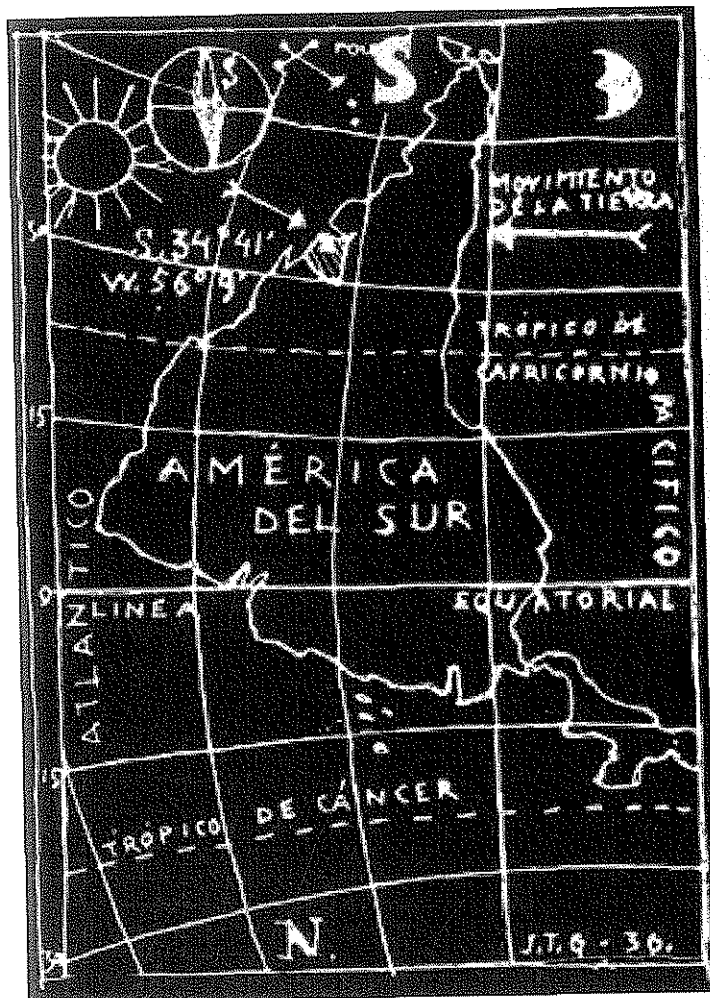 S
POLO S
S
S. 34° 41'
W. 56° 9'
MOVIMIENTO
DE LA TIERRA
TRÓPICO DE
CAPRICORNIO
15
PACIFICO
AMÉRICA
DEL SUR
ATLANTICO
0
LINEA EQUATORIAL
15
TRÓPICO DE CÁNCER
N.
J.T.G - 36.